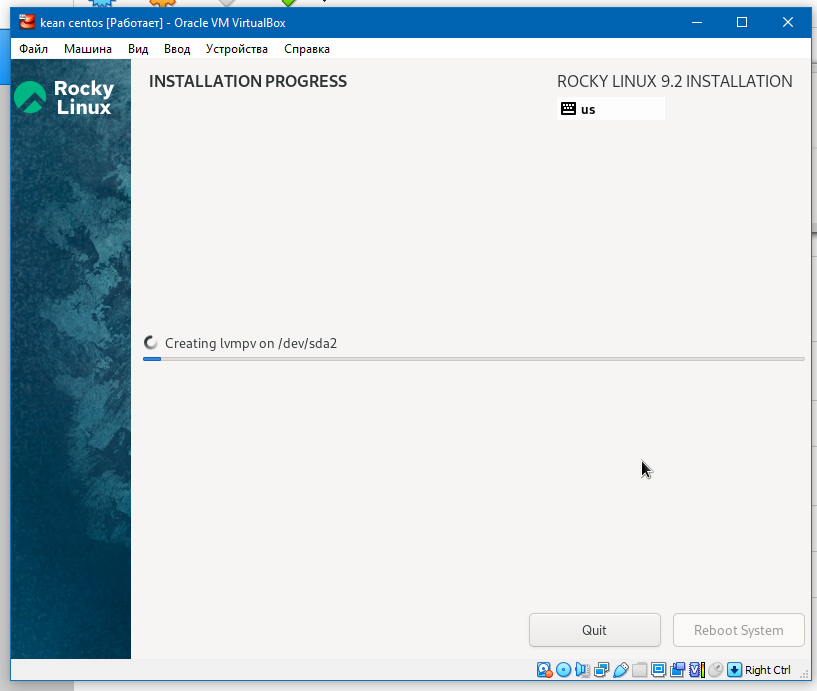 kean centos [Работает] - Oracle VM VirtualBox
Файл Машина Вид Ввод Устройства Справка
Rocky
Linux
INSTALLATION PROGRESS
ROCKY LINUX 9.2 INSTALLATION
us
Creating lvmpv on /dev/sda2
Quit
Reboot System
Right Ctrl